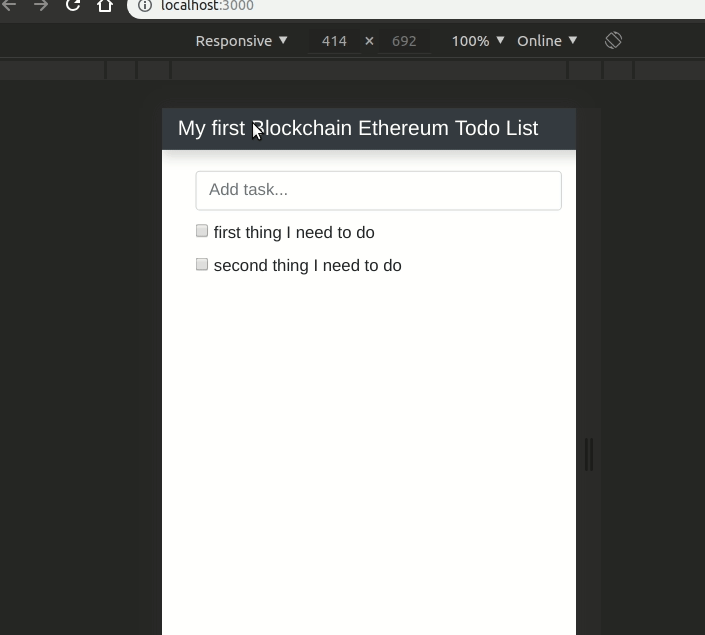 localhost:3000
Responsive ▼ 414 × 692 100% ▼ Online ▼
My first Blockchain Ethereum Todo List
Add task...
first thing I need to do
second thing I need to do